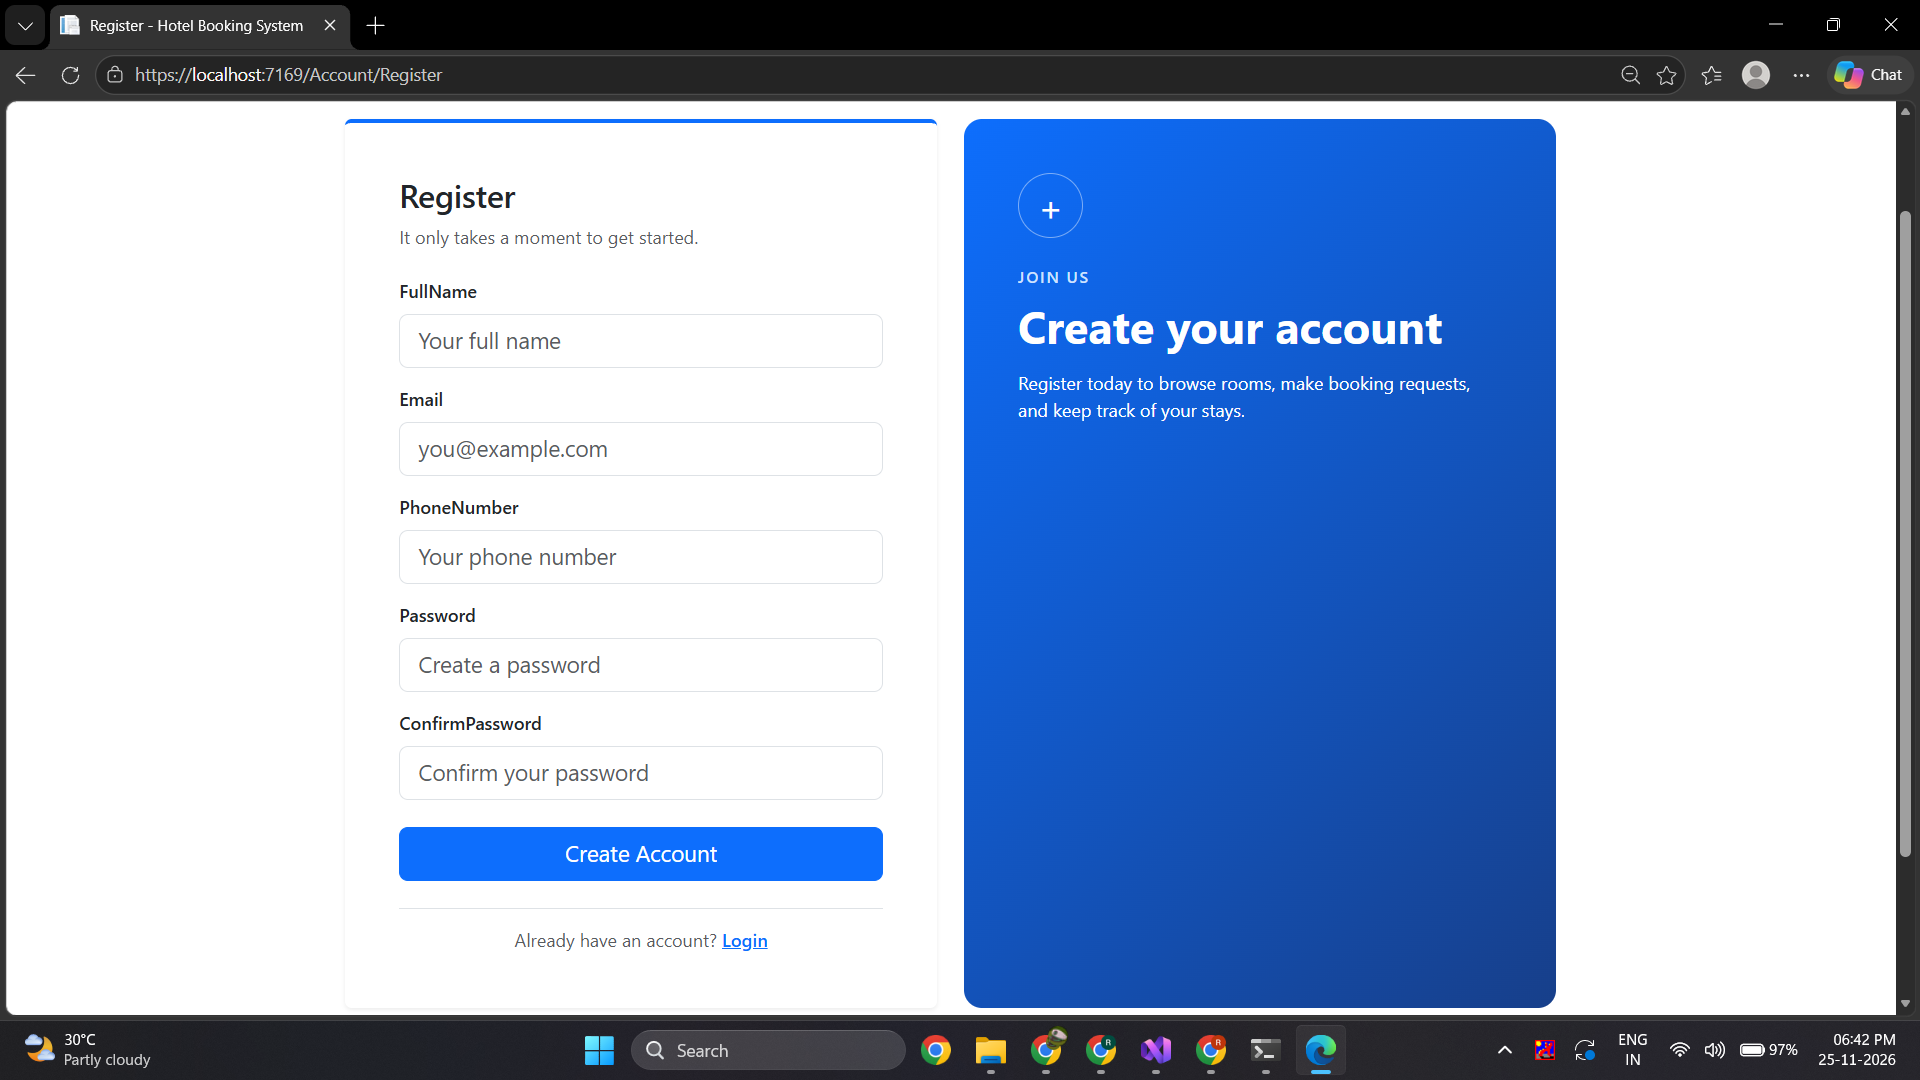 Register - Hotel Booking System
https://localhost:7169/Account/Register
Chat
Register
It only takes a moment to get started.
FullName
Your full name
Email
you@example.com
PhoneNumber
Your phone number
Password
Create a password
ConfirmPassword
Confirm your password
Create Account
Already have an account? Login
+
JOIN US
Create your account
Register today to browse rooms, make booking requests,
and keep track of your stays.
30°C
Partly cloudy
Search
R
R
ENG
IN
97%
06:42 PM
25-11-2026